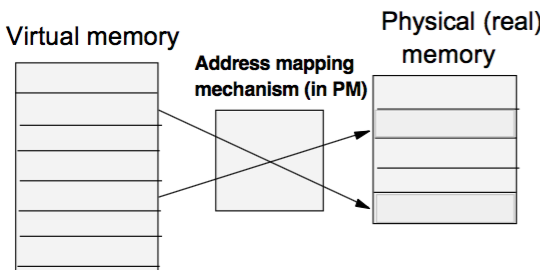 Virtual memory
Address mapping
mechanism (in PM)
Physical (real)
memory